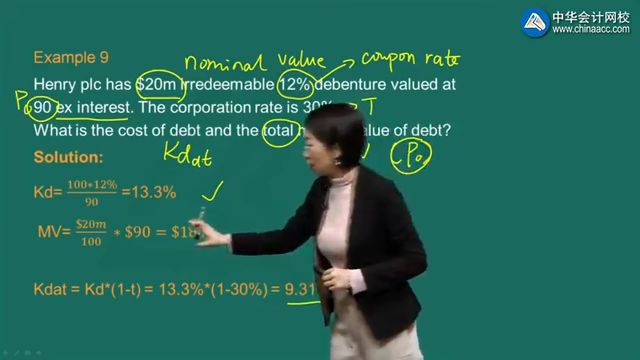 中华会计网校
www.chinaacc.com
Example 9
nominal value
coupon rate
Henry plc has $20m irredeemable 12% debenture valued at
P₀
90 ex interest. The corporation rate is 30%
T
What is the cost of debt and the total value of debt?
Kdat
P₀
Solution:
Kd= 100*12%/90 =13.3%
MV= $20m/100 * $90 = $18
Kdat = Kd*(1-t) = 13.3%*(1-30%) = 9.31